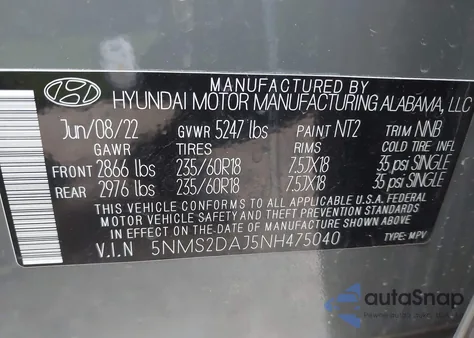 MANUFACTURED BY
HYUNDAI MOTOR MANUFACTURING ALABAMA, LLC
Jun/08/22 GVWR 5247 lbs PAINT NT2 TRIM NNB
GAWR TIRES RIMS COLD TIRE INFL
FRONT 2866 lbs 235/60R18 7.5JX18 35 psi SINGLE
REAR 2976 lbs 235/60R18 7.5JX18 35 psi SINGLE
THIS VEHICLE CONFORMS TO ALL APPLICABLE U.S.A. FEDERAL
MOTOR VEHICLE SAFETY, BUMPER, AND THEFT PREVENTION STANDARDS
IN EFFECT ON THE DATE OF MANUFACTURE SHOWN ABOVE.
V.I.N 5NMS2DAJ5NH475040 TYPE: MPV
autoSnap